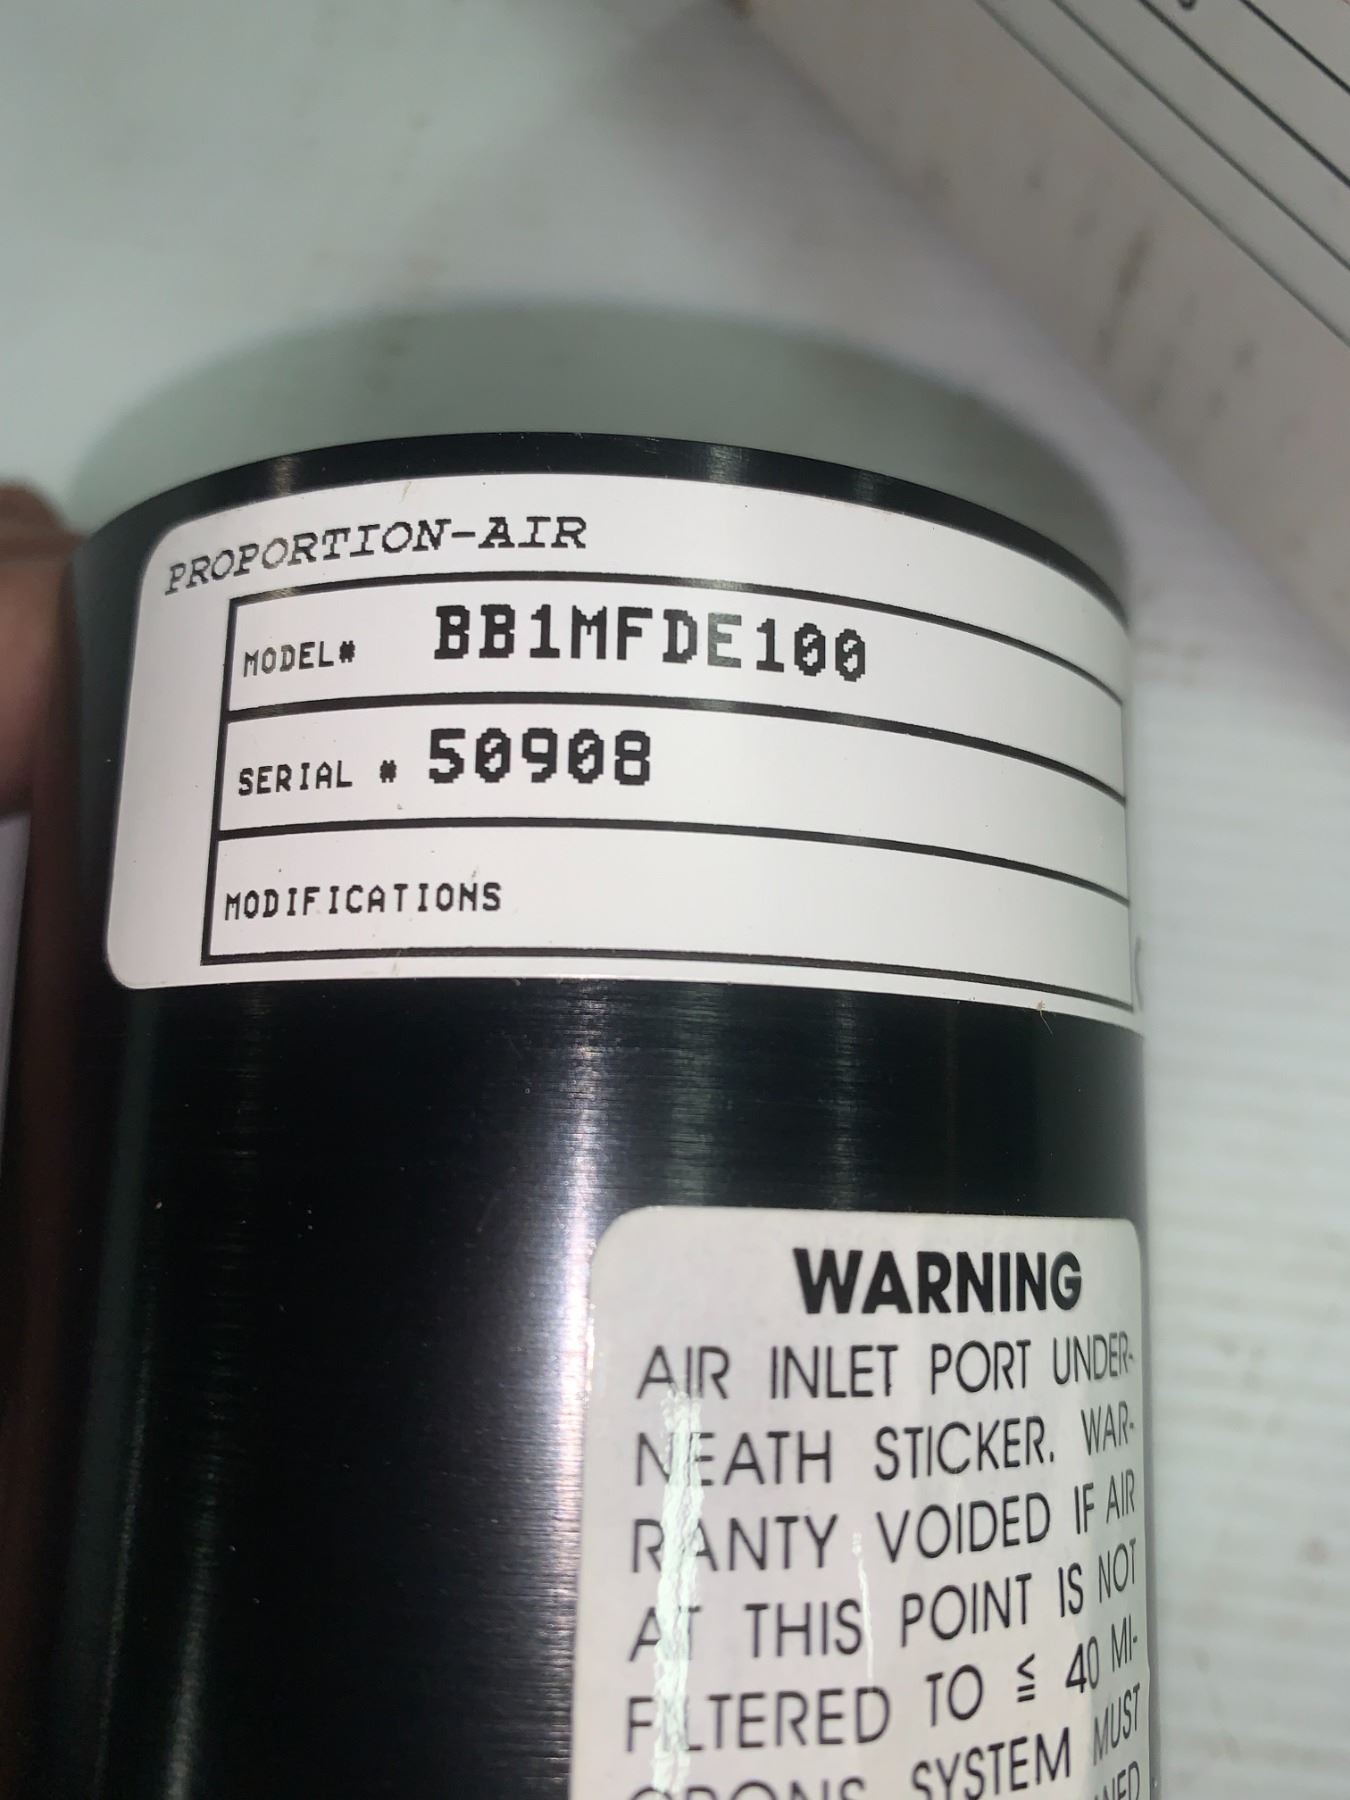 PROPORTION-AIR
MODEL# BB1MFDE100
SERIAL # 50908
MODIFICATIONS
WARNING
AIR INLET PORT UNDER-
NEATH STICKER. WAR-
RANTY VOIDED IF AIR
AT THIS POINT IS NOT
FILTERED TO ≦ 40 MI-
CRONS. SYSTEM MUST